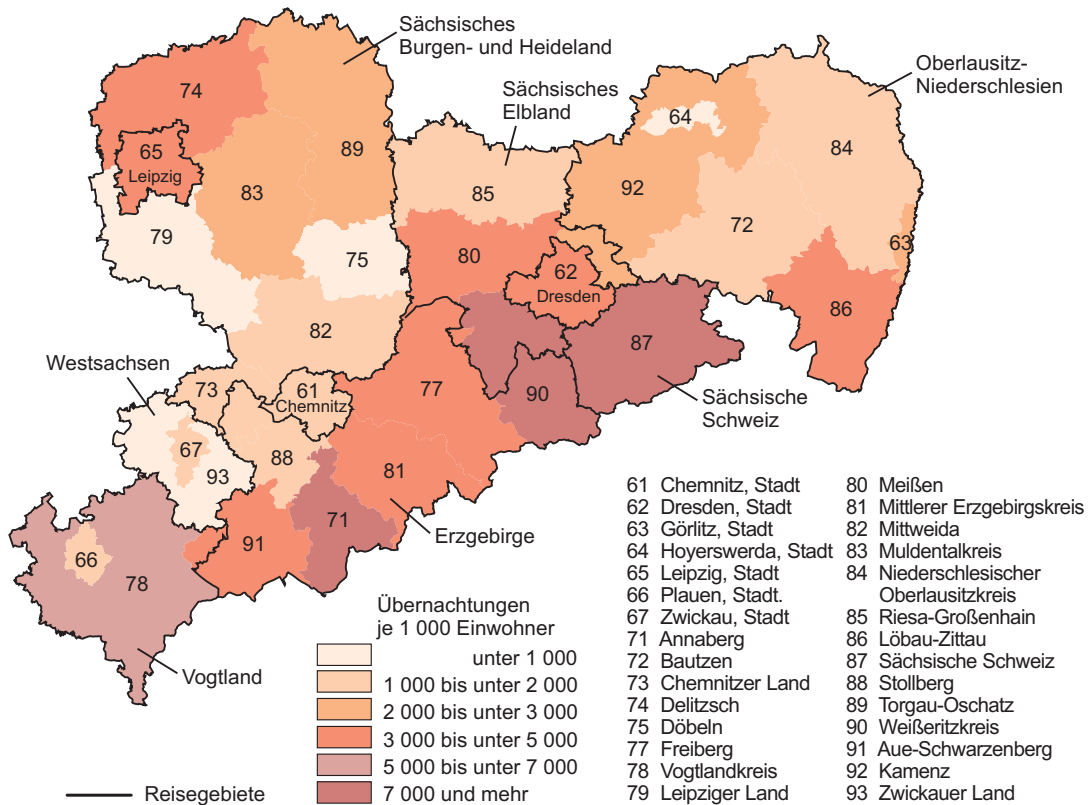 Sächsisches
Burgen- und Heideland
Sächsisches
Elbland
Oberlausitz-
Niederschlesien
74
64
65
Leipzig
89
84
83
92
85
72
79
75
80
62
Dresden
63
86
82
87
Westsachsen
73
61
Chemnitz
77
90
Sächsische
Schweiz
67
93
88
81
71
91
Erzgebirge
66
78
Vogtland
Übernachtungen
je 1 000 Einwohner
unter 1 000
1 000 bis unter 2 000
2 000 bis unter 3 000
3 000 bis unter 5 000
5 000 bis unter 7 000
7 000 und mehr
Reisegebiete
61 Chemnitz, Stadt
62 Dresden, Stadt
63 Görlitz, Stadt
64 Hoyerswerda, Stadt
65 Leipzig, Stadt
66 Plauen, Stadt.
67 Zwickau, Stadt
71 Annaberg
72 Bautzen
73 Chemnitzer Land
74 Delitzsch
75 Döbeln
77 Freiberg
78 Vogtlandkreis
79 Leipziger Land
80 Meißen
81 Mittlerer Erzgebirgskreis
82 Mittweida
83 Muldentalkreis
84 Niederschlesischer
Oberlausitzkreis
85 Riesa-Großenhain
86 Löbau-Zittau
87 Sächsische Schweiz
88 Stollberg
89 Torgau-Oschatz
90 Weißeritzkreis
91 Aue-Schwarzenberg
92 Kamenz
93 Zwickauer Land